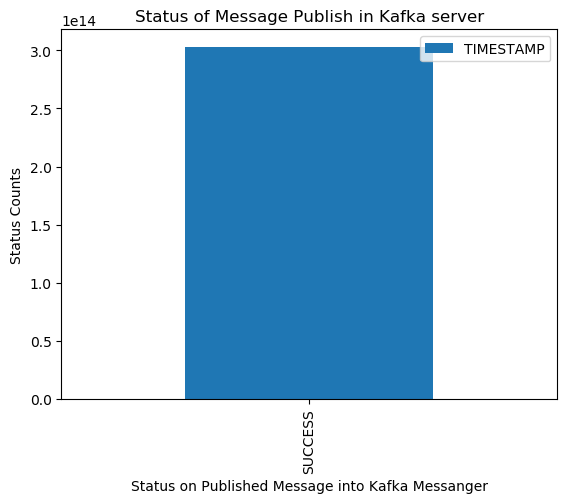 Status of Message Publish in Kafka server
1e14
TIMESTAMP
3.0
2.5
2.0
1.5
1.0
0.5
0.0
Status Counts
SUCCESS
Status on Published Message into Kafka Messanger